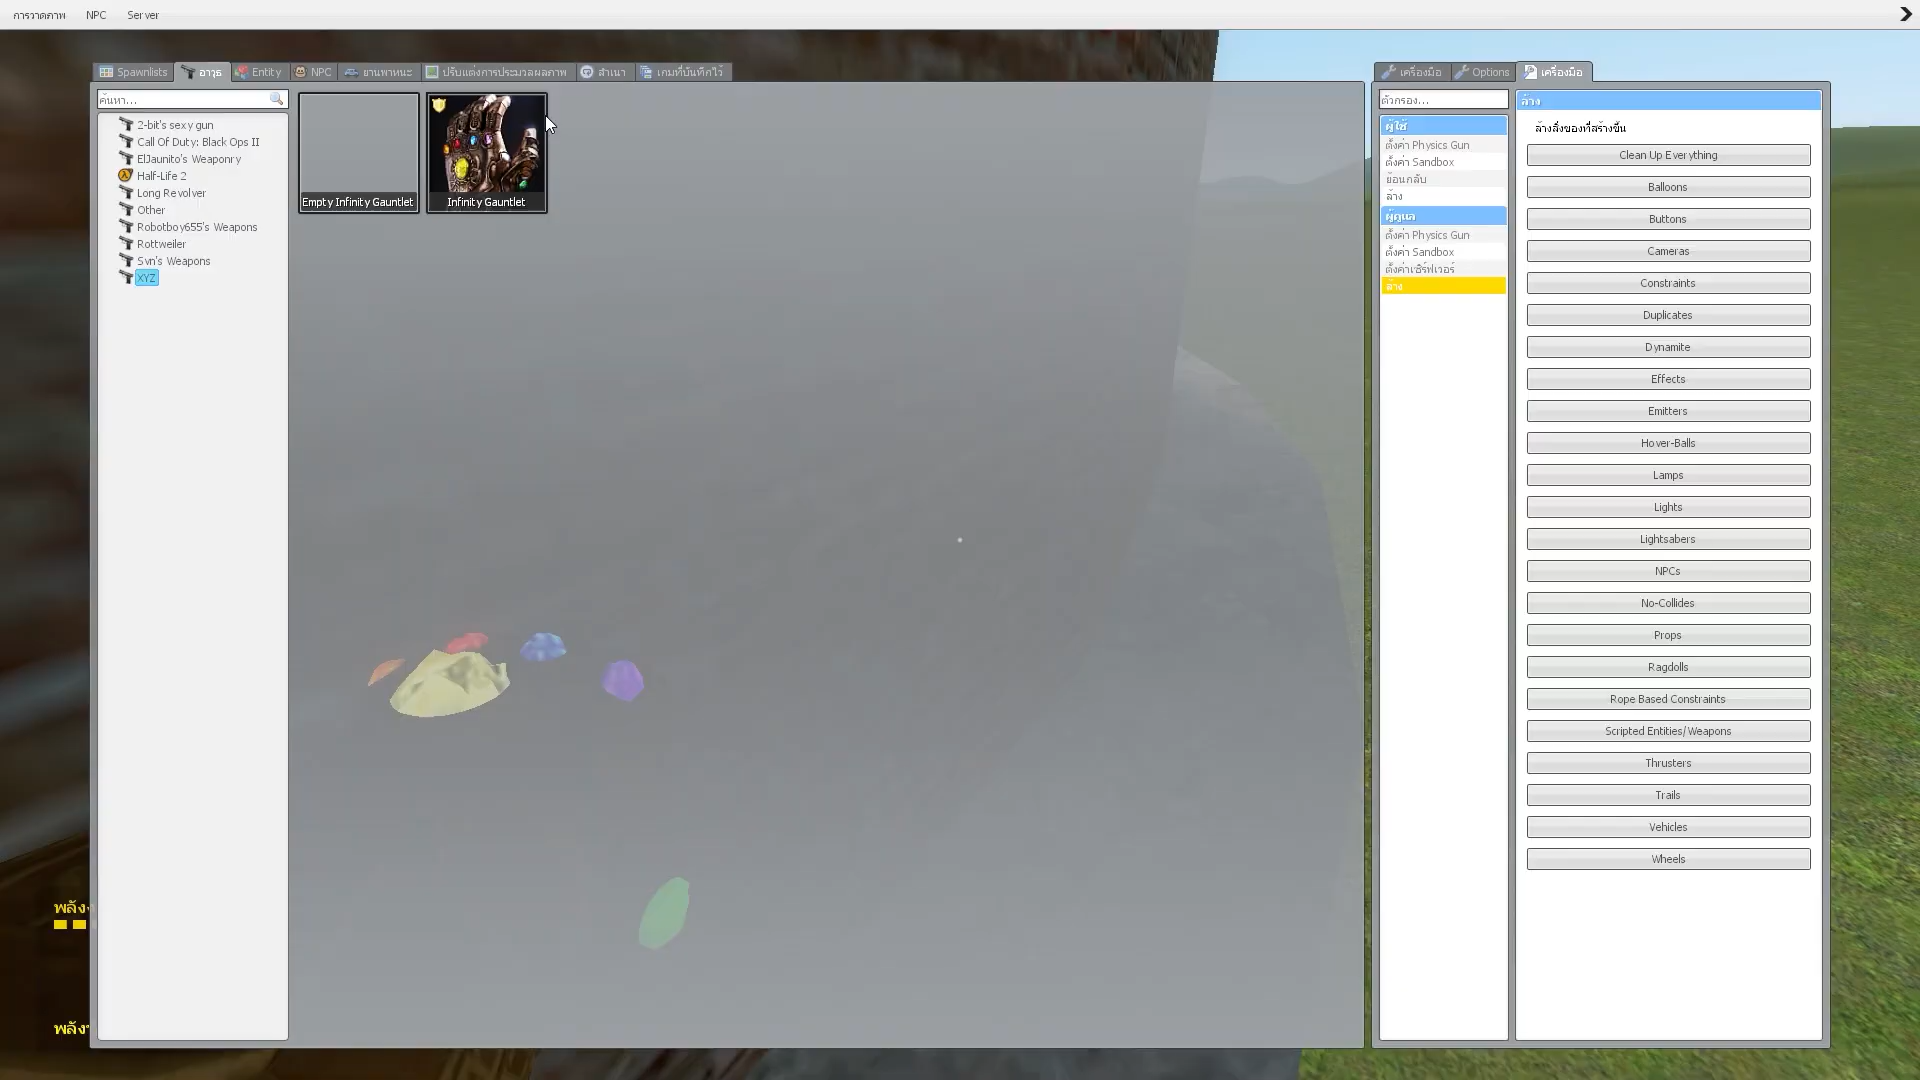 การวาดภาพ NPC Server
Spawnlists อาวุธ Entity NPC ยานพาหนะ ปรับแต่งการประมวลผลภาพ สำเนา เกมที่บันทึกไว้
ค้นหา...
2-bit's sexy gun
Call Of Duty: Black Ops II
ElJaunito's Weaponry
Half-Life 2
Long Revolver
Other
Robotboy655's Weapons
Rottweiler
Svn's Weapons
XYZ
Empty Infinity Gauntlet
Infinity Gauntlet
เครื่องมือ Options เครื่องมือ
ตัวกรอง...
ผู้ใช้
ตั้งค่า Physics Gun
ตั้งค่า Sandbox
ย้อนกลับ
ล้าง
ผู้ดูแล
ตั้งค่า Physics Gun
ตั้งค่า Sandbox
ตั้งค่าเซิร์ฟเวอร์
ล้าง
ล้าง
ล้างสิ่งของที่สร้างขึ้น
Clean Up Everything
Balloons
Buttons
Cameras
Constraints
Duplicates
Dynamite
Effects
Emitters
Hover-Balls
Lamps
Lights
Lightsabers
NPCs
No-Collides
Props
Ragdolls
Rope Based Constraints
Scripted Entities/Weapons
Thrusters
Trails
Vehicles
Wheels